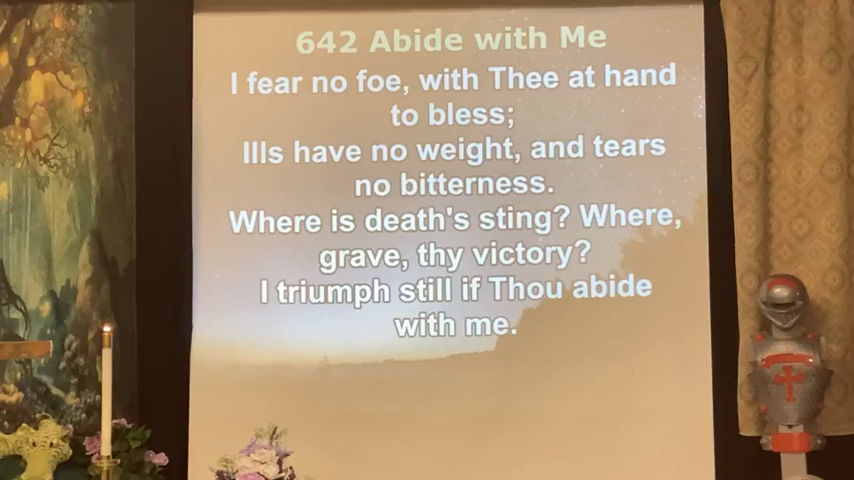 642 Abide with Me
I fear no foe, with Thee at hand
to bless;
Ills have no weight, and tears
no bitterness.
Where is death's sting? Where,
grave, thy victory?
I triumph still if Thou abide
with me.